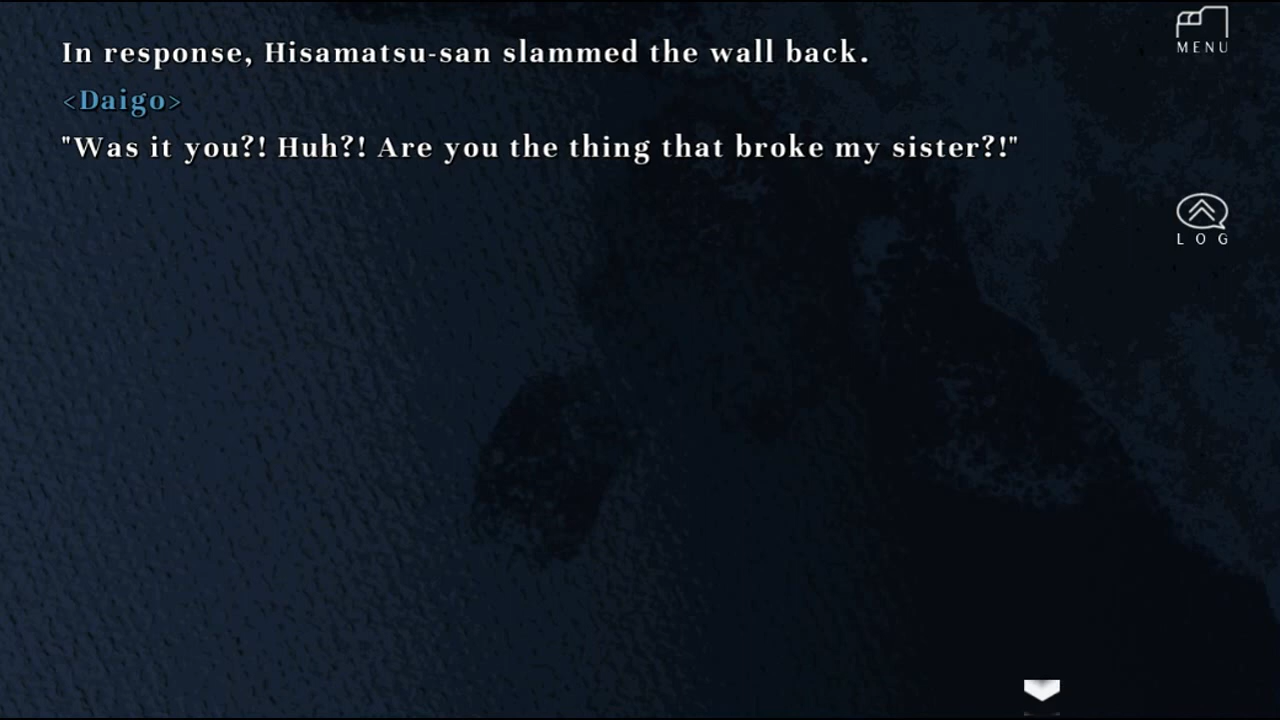 In response, Hisamatsu-san slammed the wall back.
<Daigo>
"Was it you?! Huh?! Are you the thing that broke my sister?!"
MENU
LOG